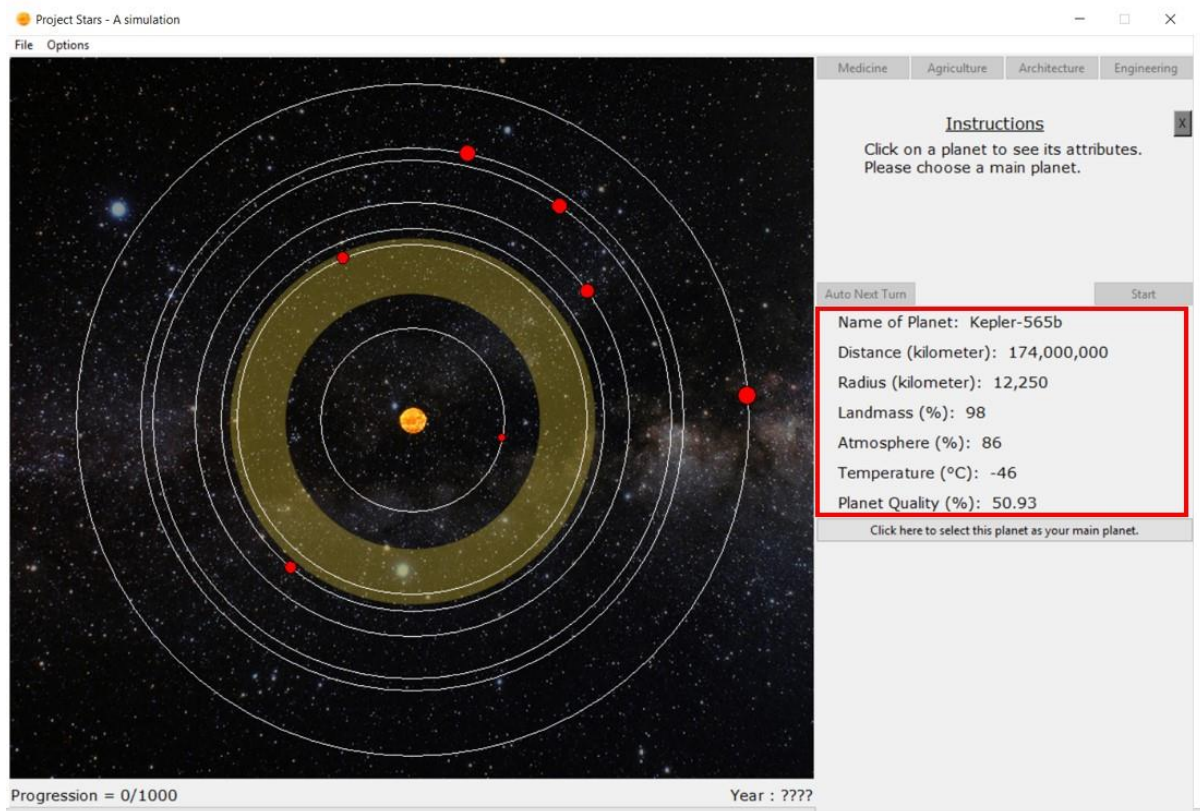 Project Stars - A simulation
File Options
Medicine Agriculture Architecture Engineering
Instructions
X
Click on a planet to see its attributes.
Please choose a main planet.
Auto Next Turn Start
Name of Planet: Kepler-565b
Distance (kilometer): 174,000,000
Radius (kilometer): 12,250
Landmass (%): 98
Atmosphere (%): 86
Temperature (°C): -46
Planet Quality (%): 50.93
Click here to select this planet as your main planet.
Progression = 0/1000 Year : ????